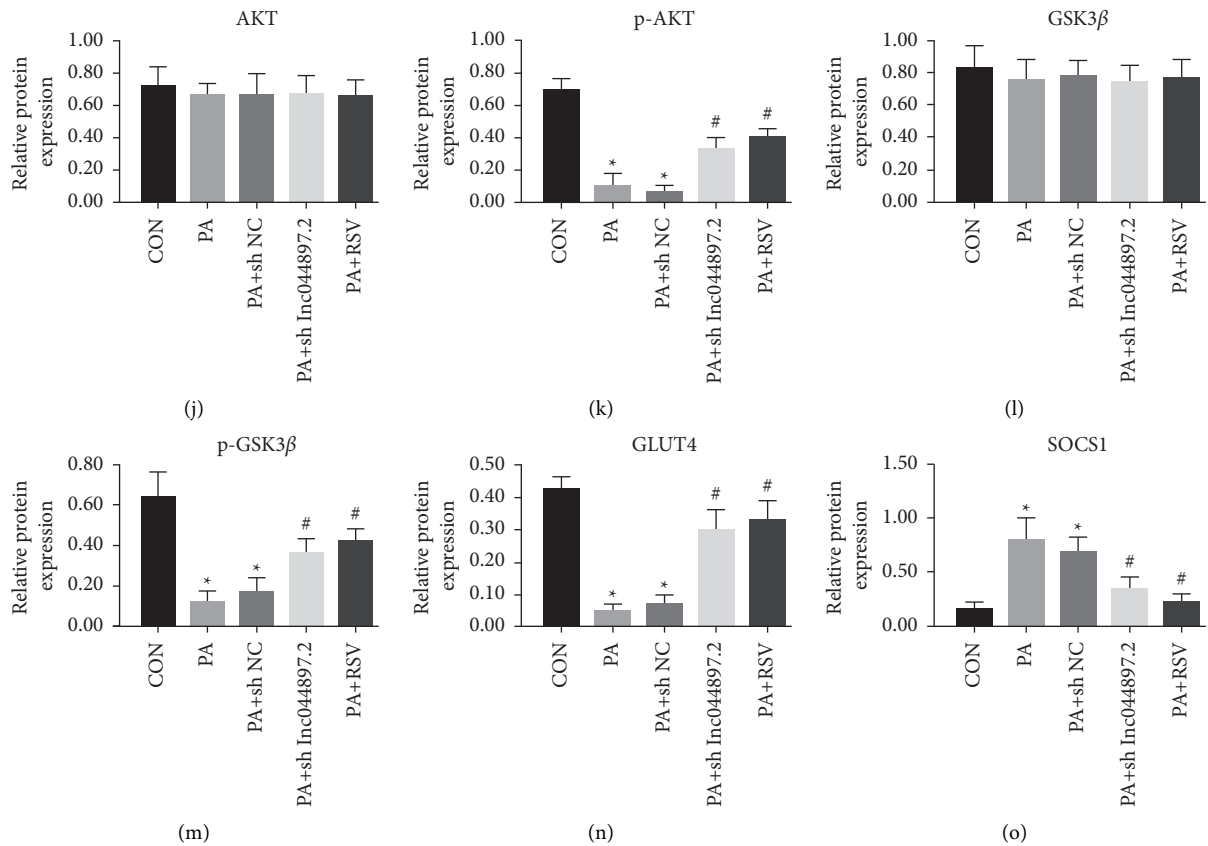 AKT
Relative protein
expression
1.00
0.80
0.60
0.40
0.20
0.00
CON
PA
PA+sh NC
PA+sh Inc044897.2
PA+RSV
(j)
p-AKT
Relative protein
expression
1.00
0.80
0.60
0.40
0.20
0.00
*
*
#
#
CON
PA
PA+sh NC
PA+sh Inc044897.2
PA+RSV
(k)
GSK3β
Relative protein
expression
1.00
0.80
0.60
0.40
0.20
0.00
CON
PA
PA+sh NC
PA+sh Inc044897.2
PA+RSV
(l)
p-GSK3β
Relative protein
expression
0.80
0.60
0.40
0.20
0.00
*
*
#
#
CON
PA
PA+sh NC
PA+sh Inc044897.2
PA+RSV
(m)
GLUT4
Relative protein
expression
0.50
0.40
0.30
0.20
0.10
0.00
*
*
#
#
CON
PA
PA+sh NC
PA+sh Inc044897.2
PA+RSV
(n)
SOCS1
Relative protein
expression
1.50
1.00
0.50
0.00
*
*
#
#
CON
PA
PA+sh NC
PA+sh Inc044897.2
PA+RSV
(o)